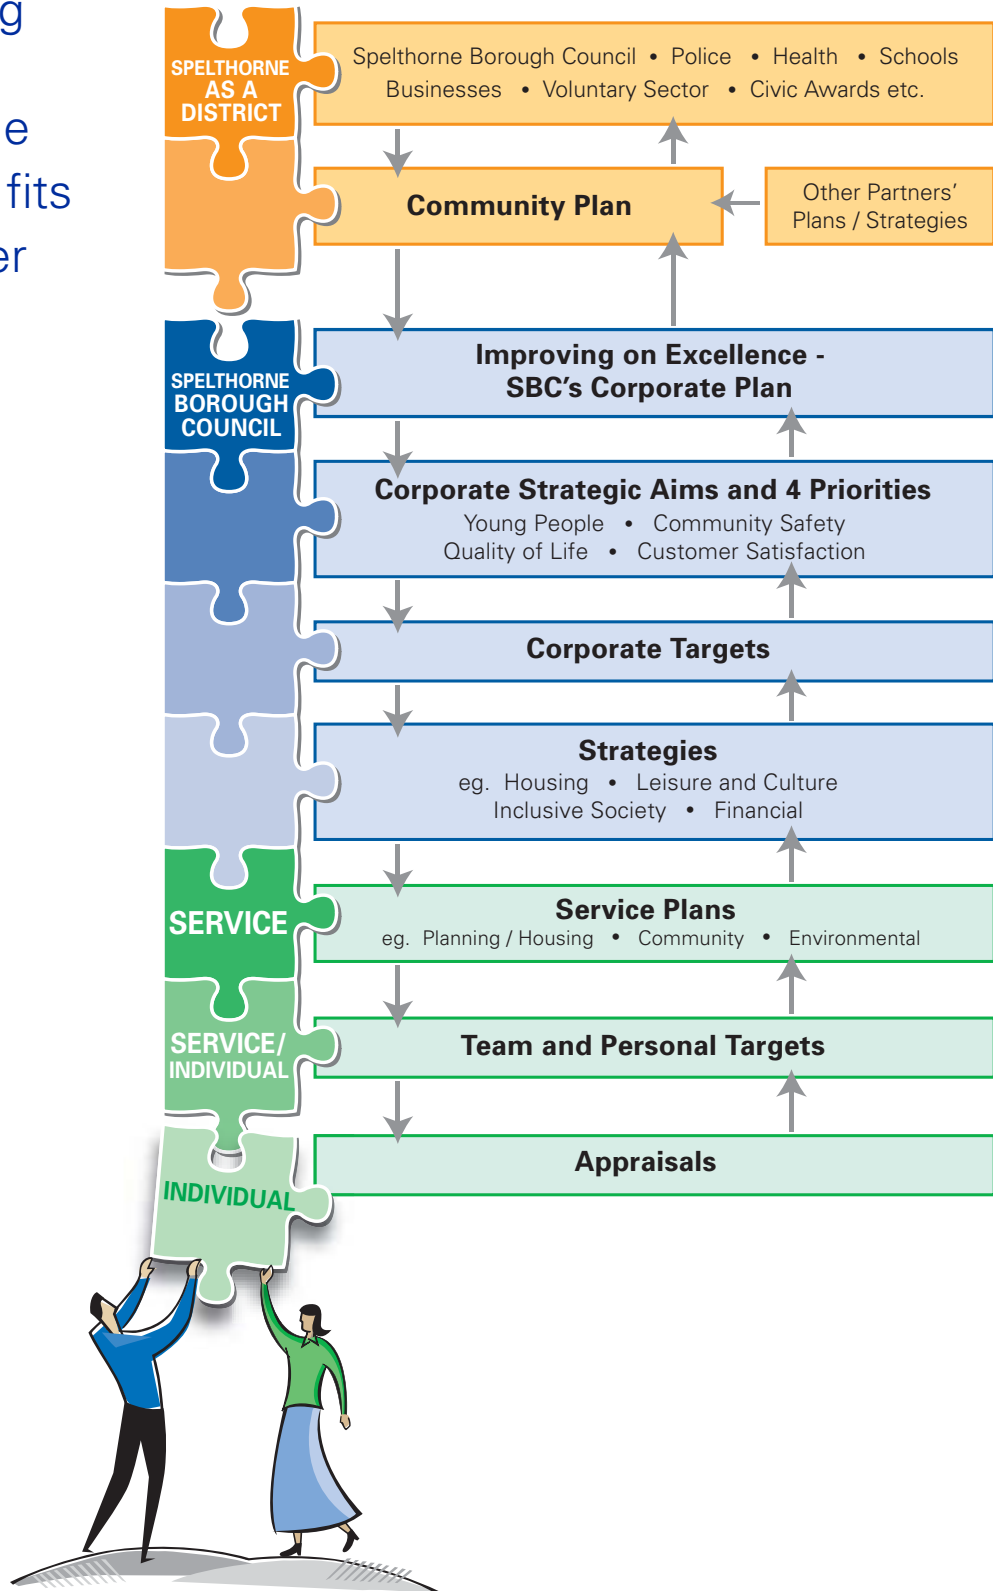 g
e
fits
er
SPELTHORNE
AS A
DISTRICT
Spelthorne Borough Council • Police • Health • Schools
Businesses • Voluntary Sector • Civic Awards etc.
Community Plan
Other Partners'
Plans / Strategies
SPELTHORNE
BOROUGH
COUNCIL
Improving on Excellence -
SBC's Corporate Plan
Corporate Strategic Aims and 4 Priorities
Young People • Community Safety
Quality of Life • Customer Satisfaction
Corporate Targets
Strategies
eg. Housing • Leisure and Culture
Inclusive Society • Financial
SERVICE
Service Plans
eg. Planning / Housing • Community • Environmental
SERVICE/
INDIVIDUAL
Team and Personal Targets
INDIVIDUAL
Appraisals